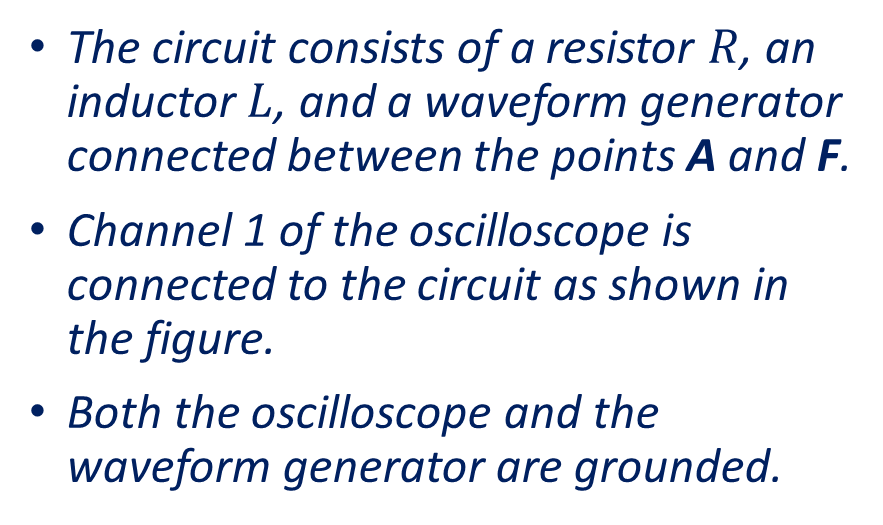 • The circuit consists of a resistor R, an
inductor L, and a waveform generator
connected between the points A and F.
• Channel 1 of the oscilloscope is
connected to the circuit as shown in
the figure.
• Both the oscilloscope and the
waveform generator are grounded.